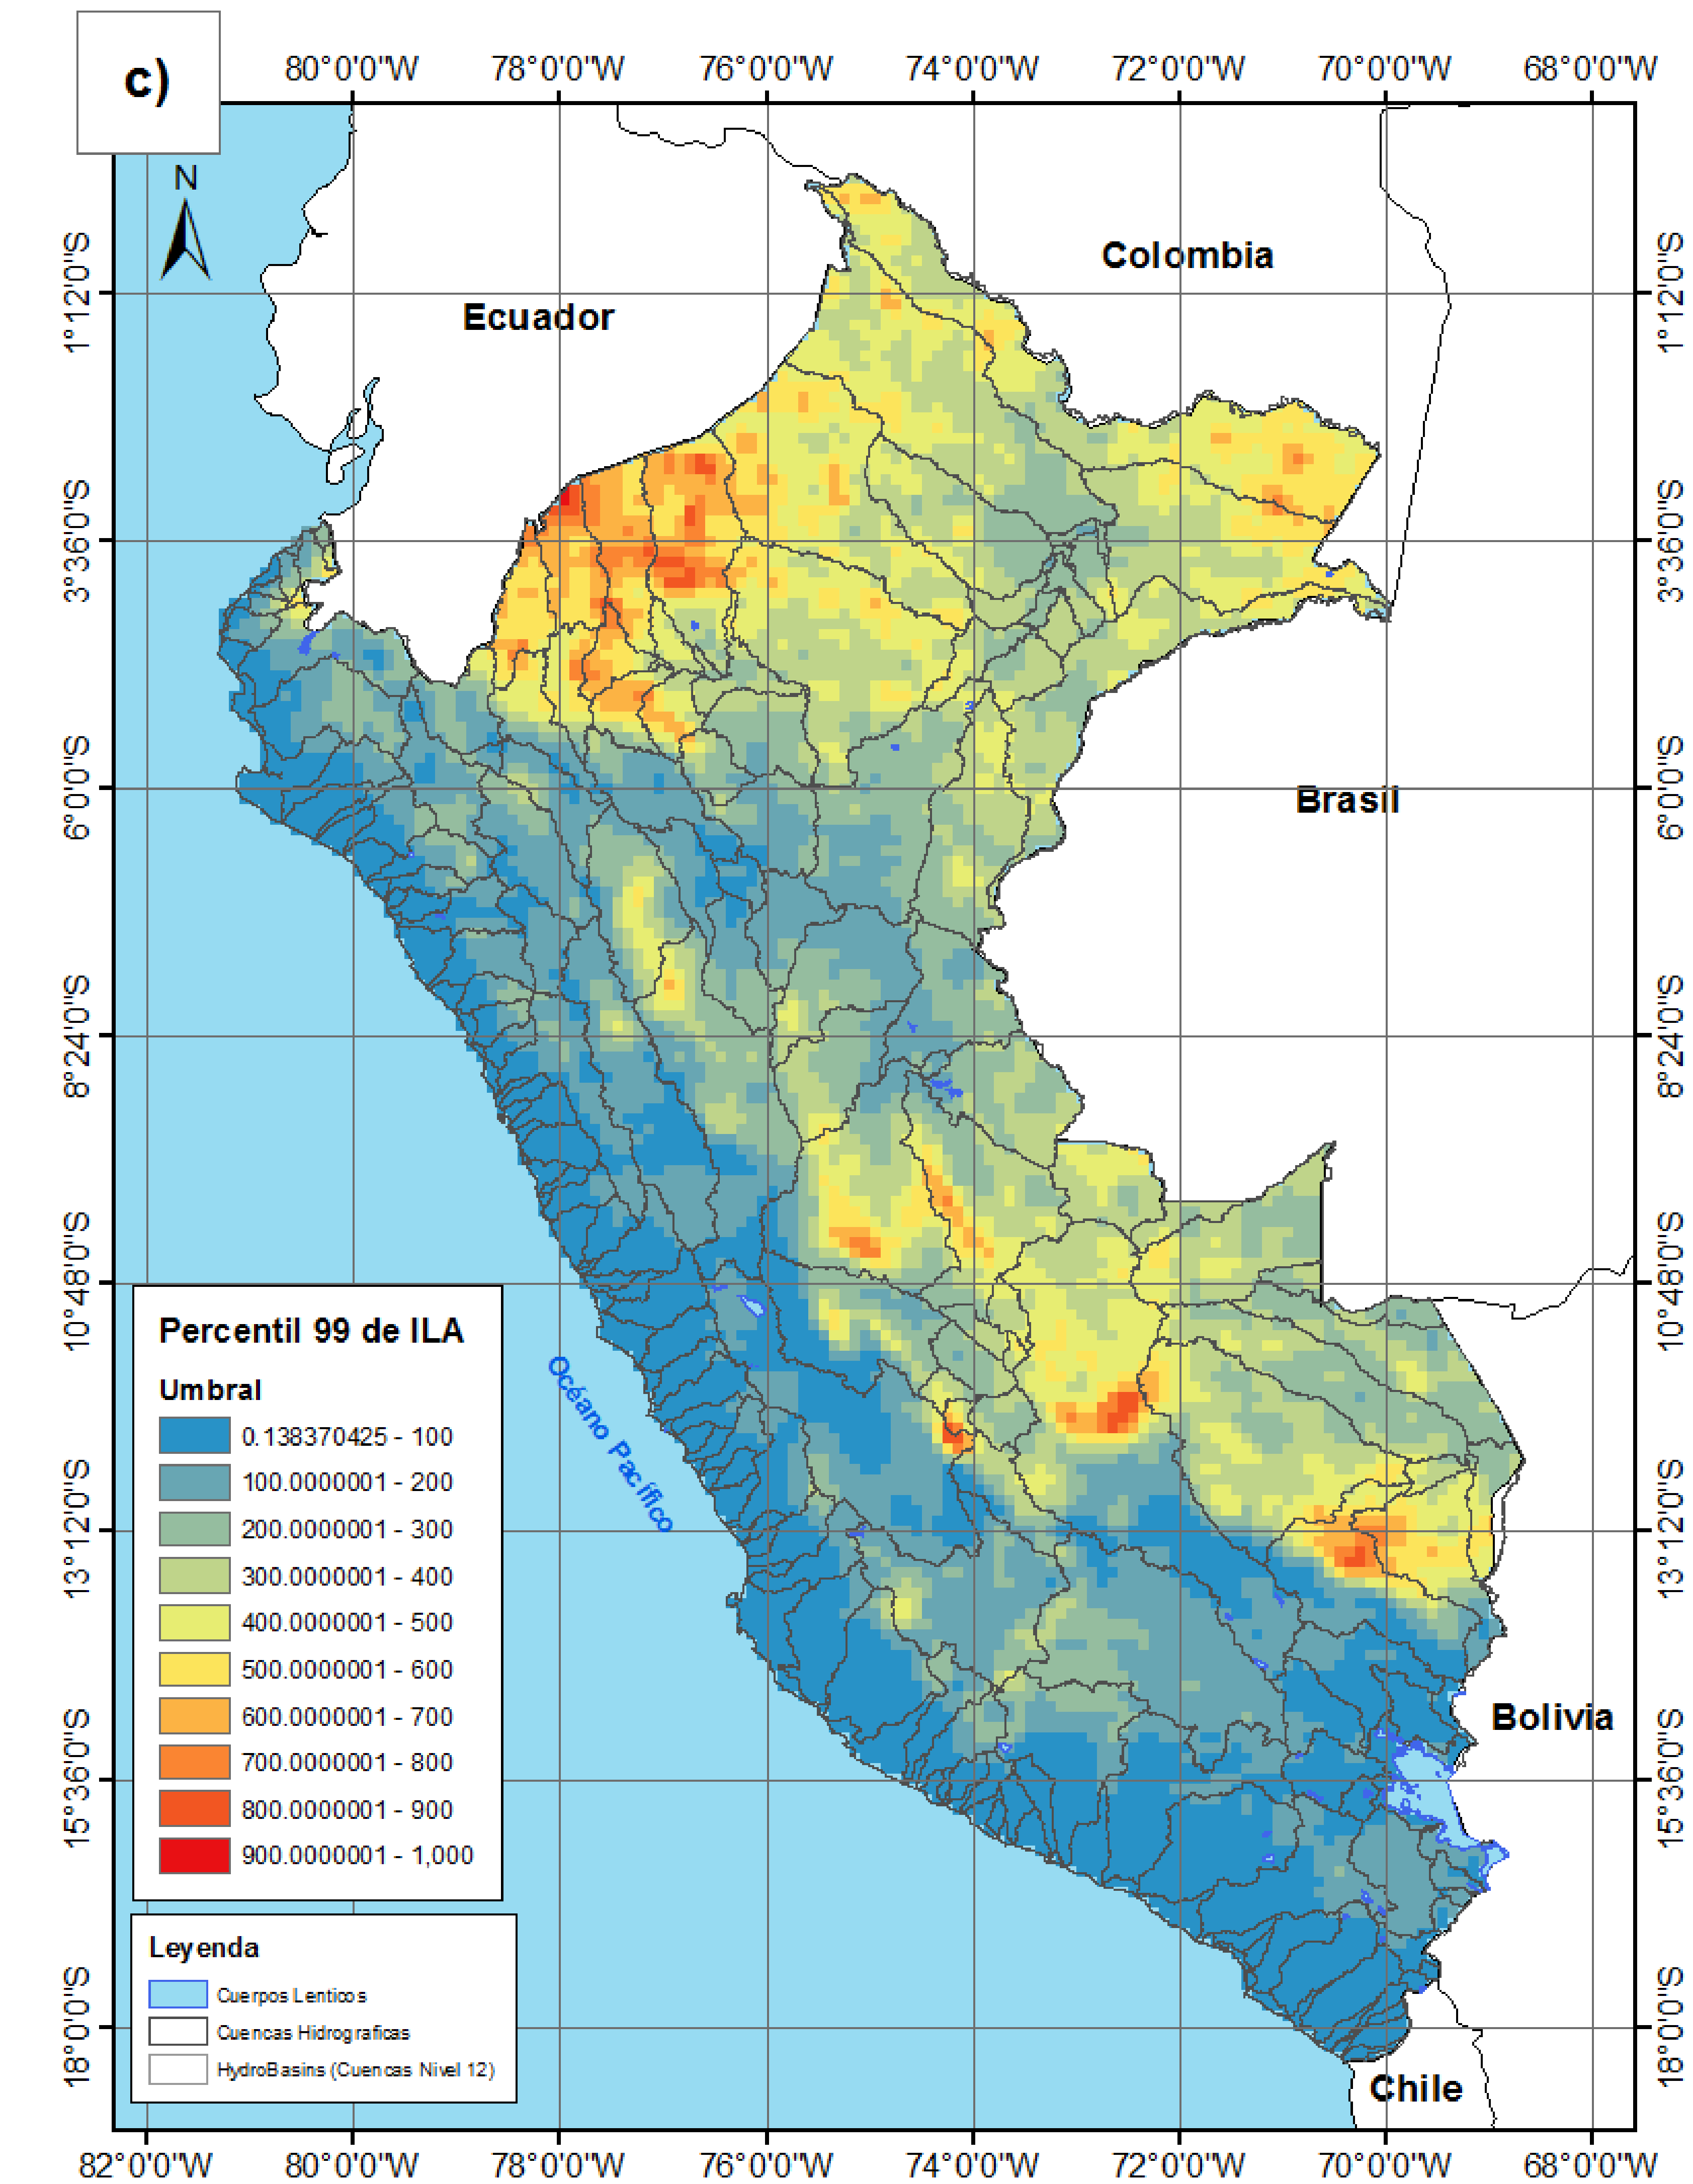 c)
80°0'0"W 78°0'0"W 76°0'0"W 74°0'0"W 72°0'0"W 70°0'0"W 68°0'0"W
N
Colombia
Ecuador
Brasil
Bolivia
Chile
Océano Pacífico
1°12'0"S
3°36'0"S
6°0'0"S
8°24'0"S
10°48'0"S
13°12'0"S
15°36'0"S
18°0'0"S
1°12'0"S
3°36'0"S
6°0'0"S
8°24'0"S
10°48'0"S
13°12'0"S
15°36'0"S
18°0'0"S
Percentil 99 de ILA
Umbral
0.138370425 - 100
100.0000001 - 200
200.0000001 - 300
300.0000001 - 400
400.0000001 - 500
500.0000001 - 600
600.0000001 - 700
700.0000001 - 800
800.0000001 - 900
900.0000001 - 1,000
Leyenda
Cuerpos Lenticos
Cuencas Hidrograficas
HydroBasins (Cuencas Nivel 12)
82°0'0"W 80°0'0"W 78°0'0"W 76°0'0"W 74°0'0"W 72°0'0"W 70°0'0"W 68°0'0"W